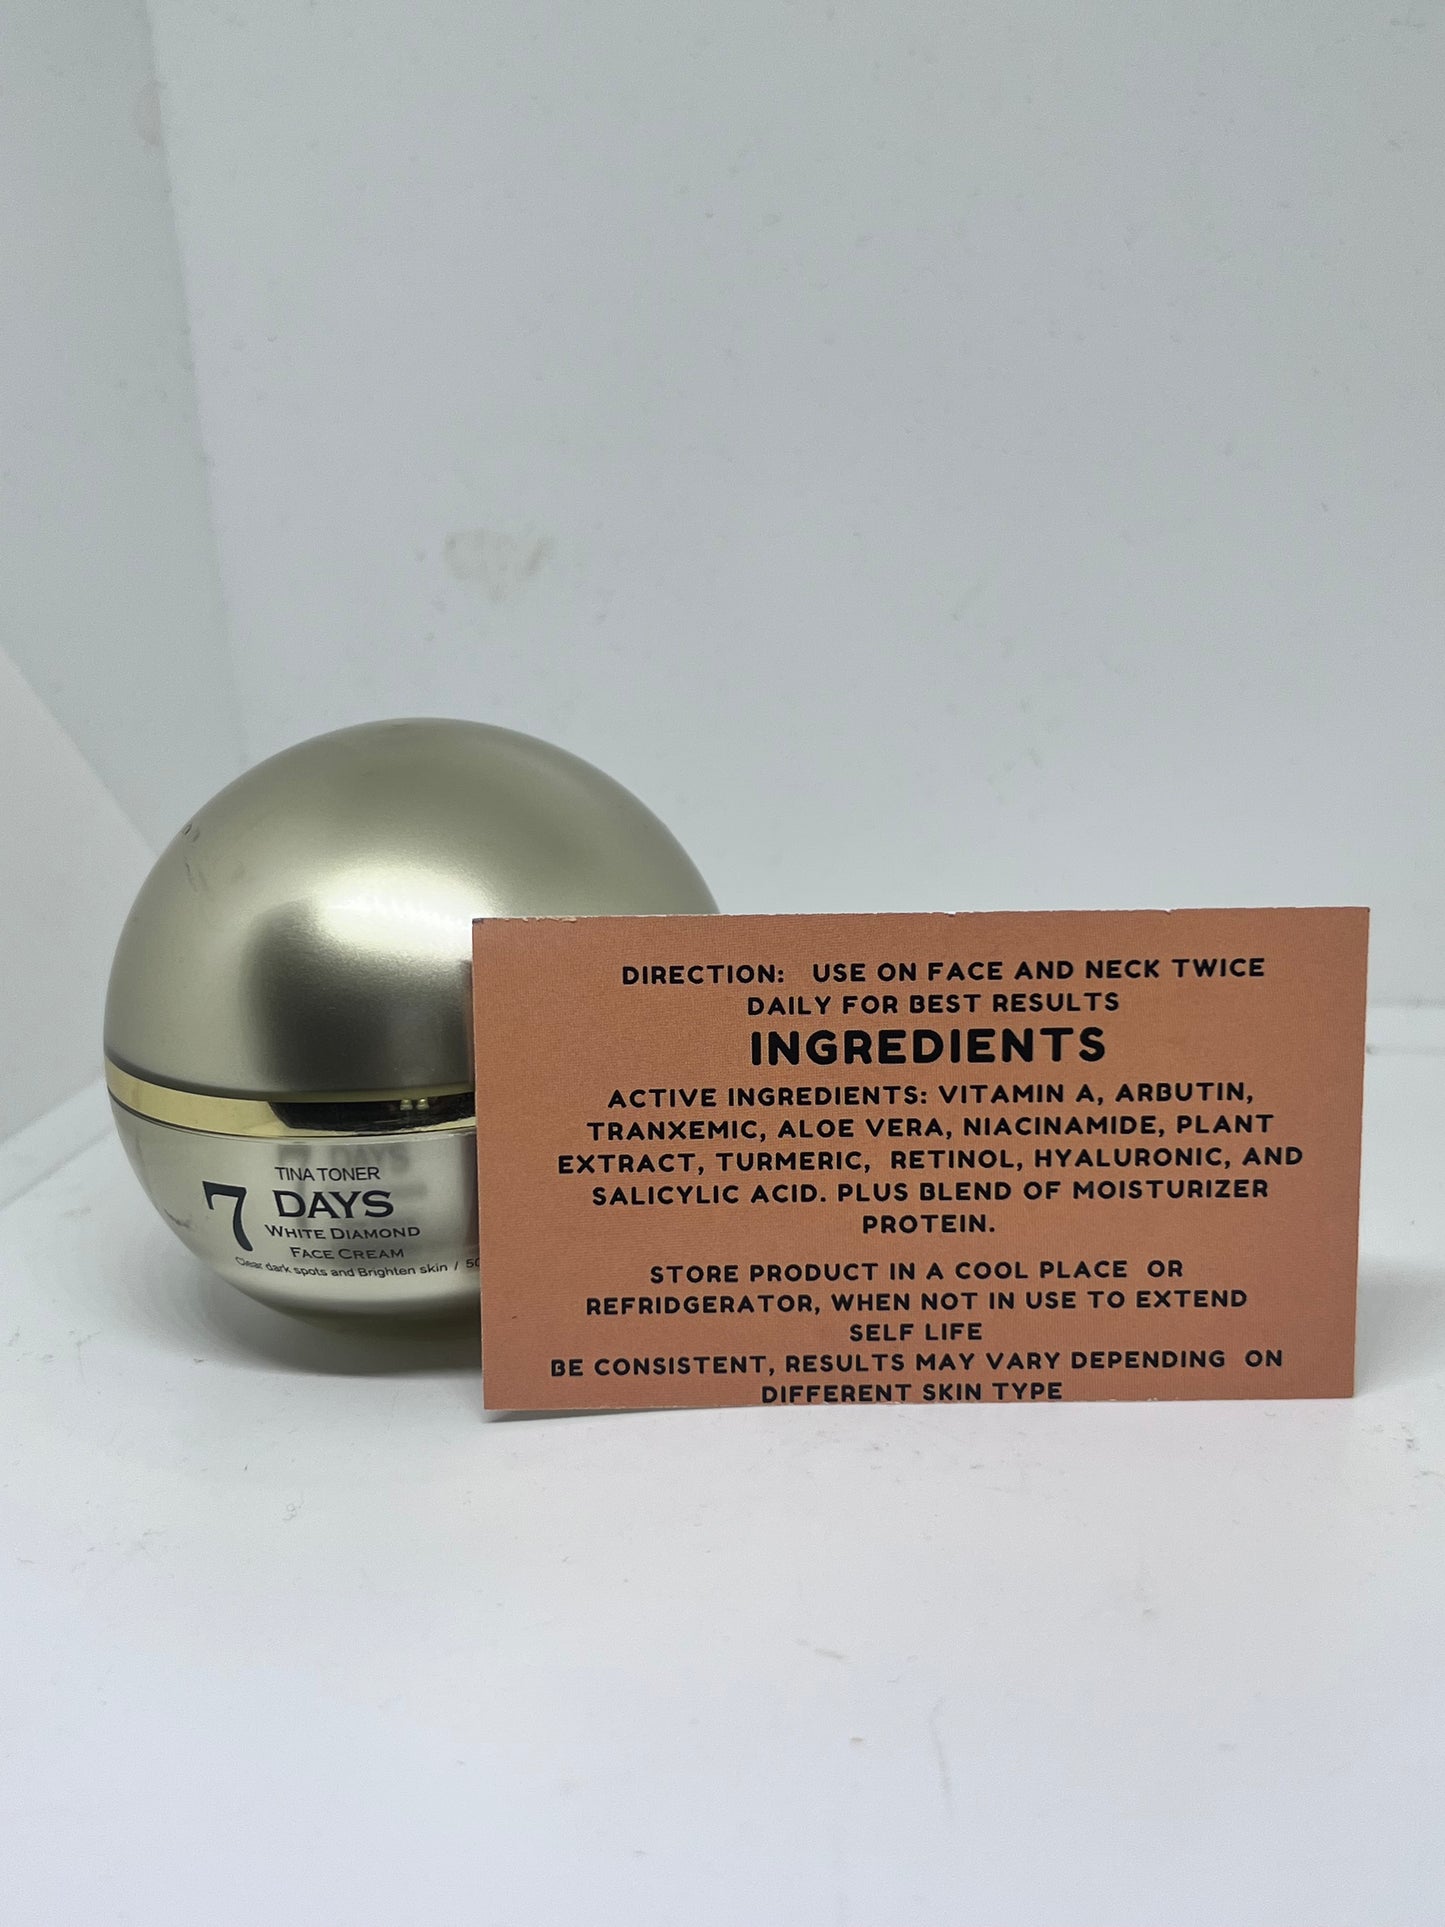 TINA TONER
7 DAYS
WHITE DIAMOND
FACE CREAM
Clear dark spots and Brighten skin /
DIRECTION: USE ON FACE AND NECK TWICE
DAILY FOR BEST RESULTS
INGREDIENTS
ACTIVE INGREDIENTS: VITAMIN A, ARBUTIN,
TRANXEMIC, ALOE VERA, NIACINAMIDE, PLANT
EXTRACT, TURMERIC, RETINOL, HYALURONIC, AND
SALICYLIC ACID. PLUS BLEND OF MOISTURIZER
PROTEIN.
STORE PRODUCT IN A COOL PLACE OR
REFRIDGERATOR, WHEN NOT IN USE TO EXTEND
SELF LIFE
BE CONSISTENT, RESULTS MAY VARY DEPENDING ON
DIFFERENT SKIN TYPE